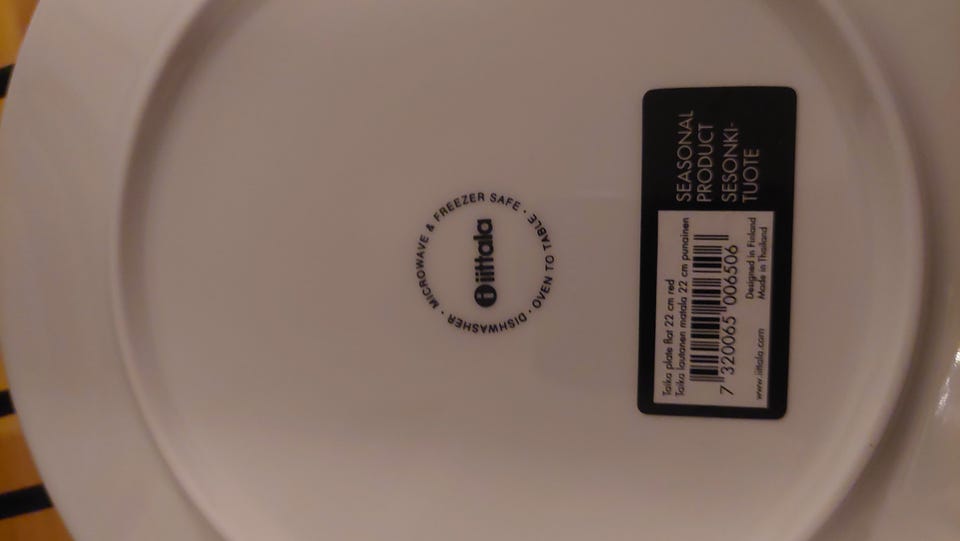 MICROWAVE & FREEZER SAFE · OVEN TO TABLE · DISHWASHER ·
iittala
SEASONAL
PRODUCT
SESONKI-
TUOTE
Taika plate flat 22 cm red
Taika lautanen matala 22 cm punainen
7 320065 006506
Designed in Finland
www.iittala.com Made in Thailand